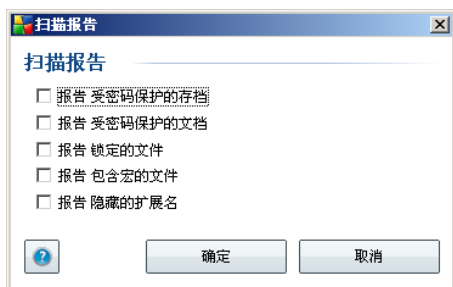 扫描报告
扫描报告
报告 受密码保护的存档
报告 受密码保护的文档
报告 锁定的文件
报告 包含宏的文件
报告 隐藏的扩展名
确定 取消